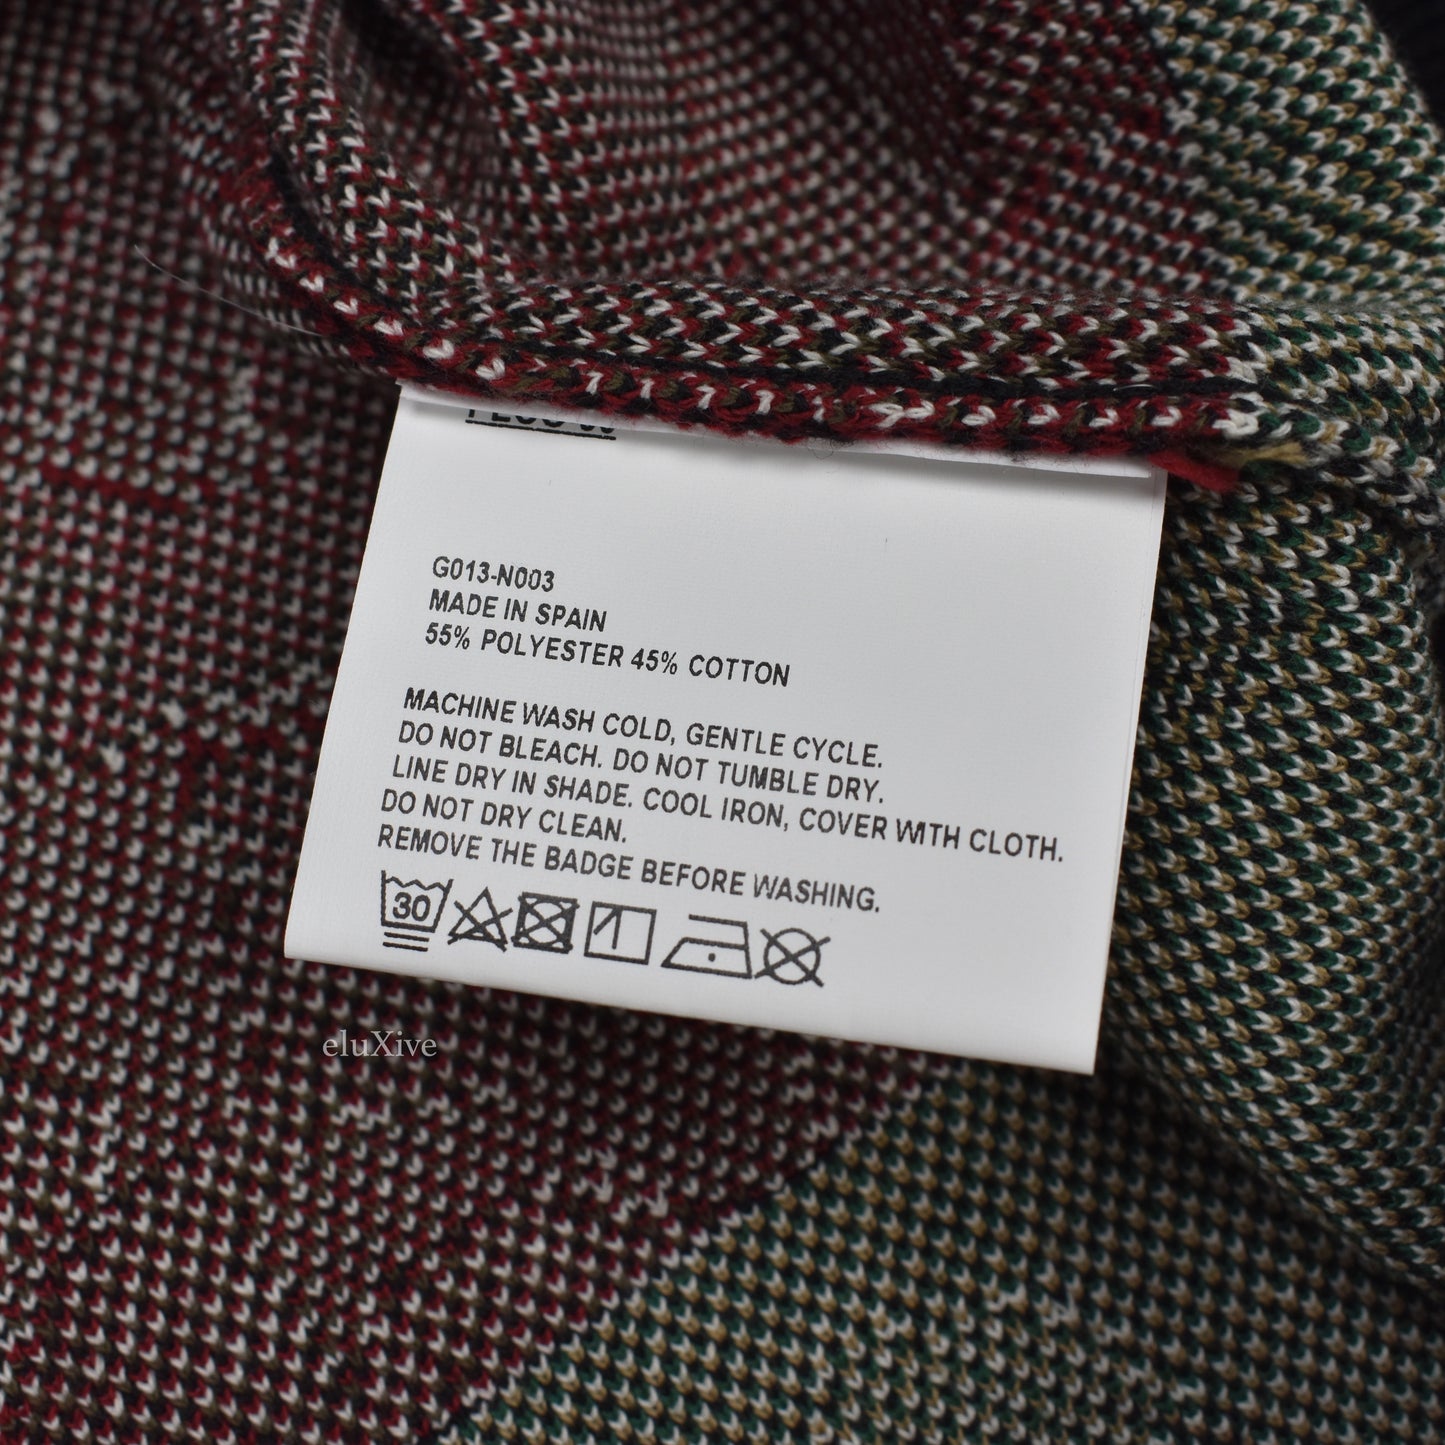 G013-N003
MADE IN SPAIN
55% POLYESTER 45% COTTON
MACHINE WASH COLD, GENTLE CYCLE.
DO NOT BLEACH. DO NOT TUMBLE DRY.
LINE DRY IN SHADE. COOL IRON, COVER WITH CLOTH.
DO NOT DRY CLEAN.
REMOVE THE BADGE BEFORE WASHING.
30
eluXive